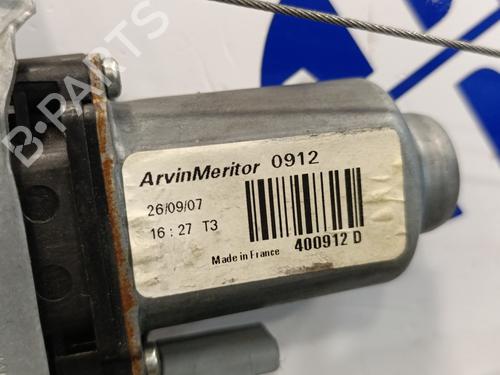 ArvinMeritor 0912
26/09/07
16 : 27 T3
400912 D
Made in France
B-PARTS